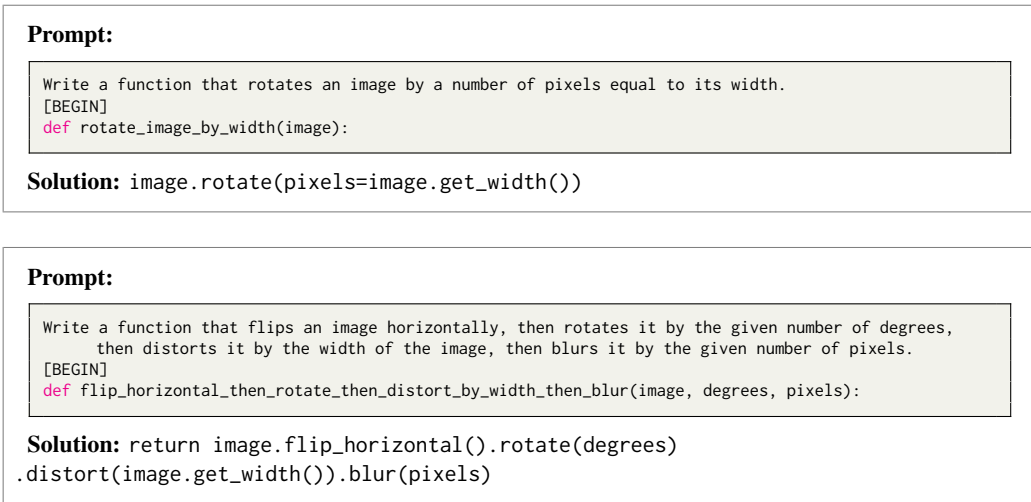 Prompt:
Write a function that rotates an image by a number of pixels equal to its width.
[BEGIN]
def rotate_image_by_width(image):
Solution: image.rotate(pixels=image.get_width())
Prompt:
Write a function that flips an image horizontally, then rotates it by the given number of degrees,
then distorts it by the width of the image, then blurs it by the given number of pixels.
[BEGIN]
def flip_horizontal_then_rotate_then_distort_by_width_then_blur(image, degrees, pixels):
Solution: return image.flip_horizontal().rotate(degrees)
.distort(image.get_width()).blur(pixels)